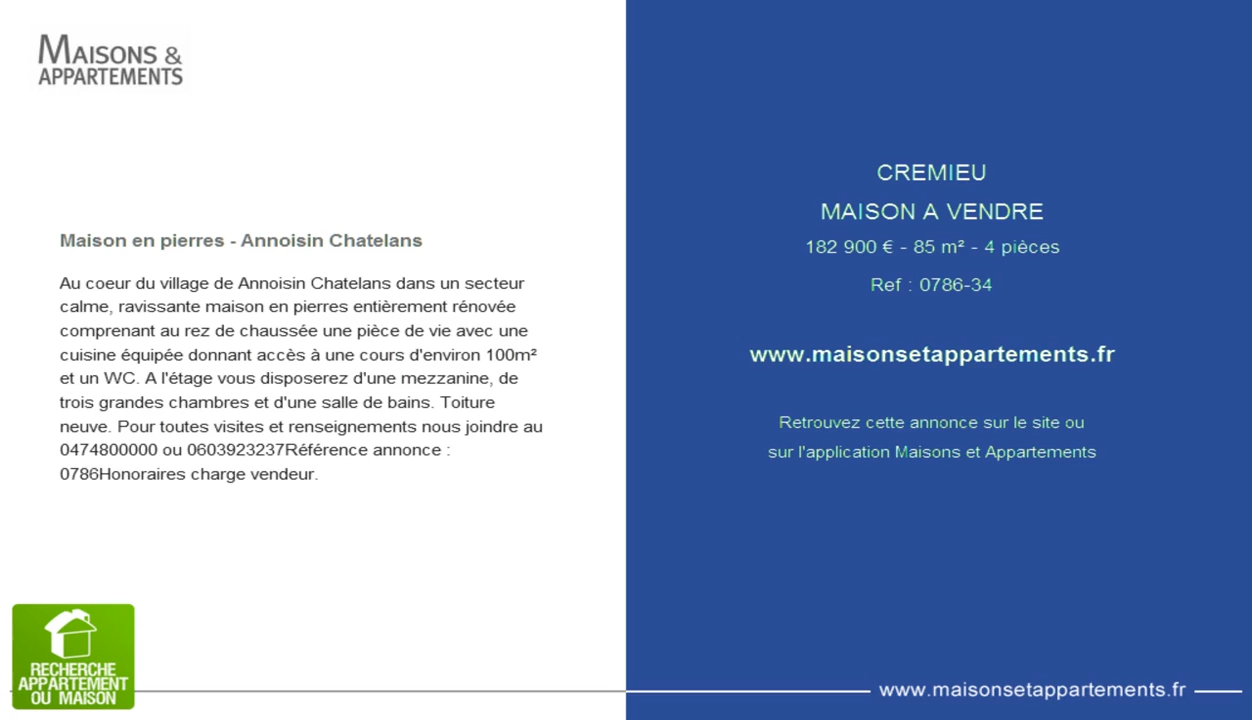 MAISONS &
APPARTEMENTS
Maison en pierres - Annoisin Chatelans
Au coeur du village de Annoisin Chatelans dans un secteur
calme, ravissante maison en pierres entièrement rénovée
comprenant au rez de chaussée une pièce de vie avec une
cuisine équipée donnant accès à une cours d'environ 100m²
et un WC. A l'étage vous disposerez d'une mezzanine, de
trois grandes chambres et d'une salle de bains. Toiture
neuve. Pour toutes visites et renseignements nous joindre au
0474800000 ou 0603923237Référence annonce :
0786Honoraires charge vendeur.
RECHERCHE
APPARTEMENT
OU MAISON
CREMIEU
MAISON A VENDRE
182 900 € - 85 m² - 4 pièces
Ref : 0786-34
www.maisonsetappartements.fr
Retrouvez cette annonce sur le site ou
sur l'application Maisons et Appartements
www.maisonsetappartements.fr